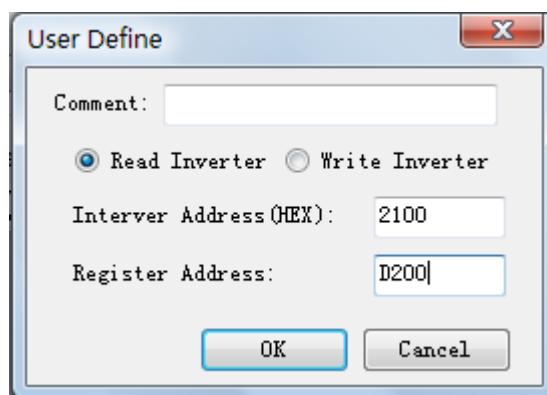 User Define
Comment:
Read Inverter Write Inverter
Interver Address(HEX): 2100
Register Address: D200
OK Cancel